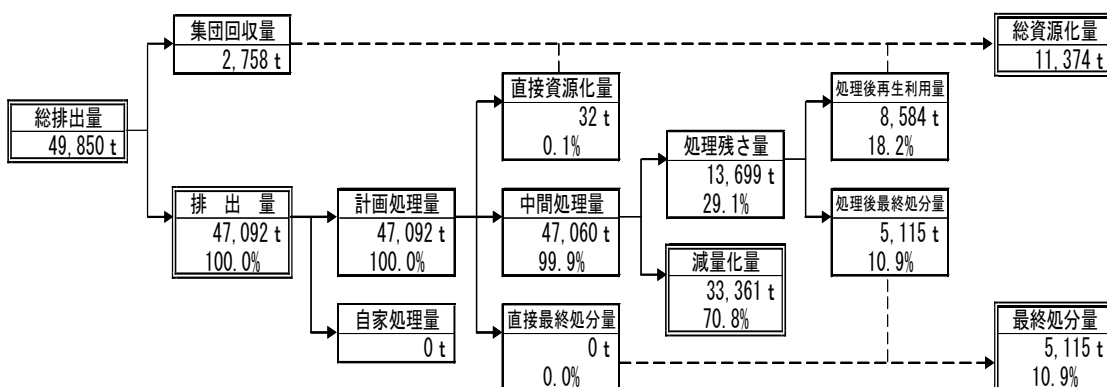 集団回収量
2,758 t
総資源化量
11,374 t
直接資源化量
32 t
0.1%
処理後再生利用量
8,584 t
18.2%
総排出量
49,850 t
処理残さ量
13,699 t
29.1%
排 出 量
47,092 t
100.0%
計画処理量
47,092 t
100.0%
中間処理量
47,060 t
99.9%
処理後最終処分量
5,115 t
10.9%
減量化量
33,361 t
70.8%
自家処理量
0 t
直接最終処分量
0 t
0.0%
最終処分量
5,115 t
10.9%